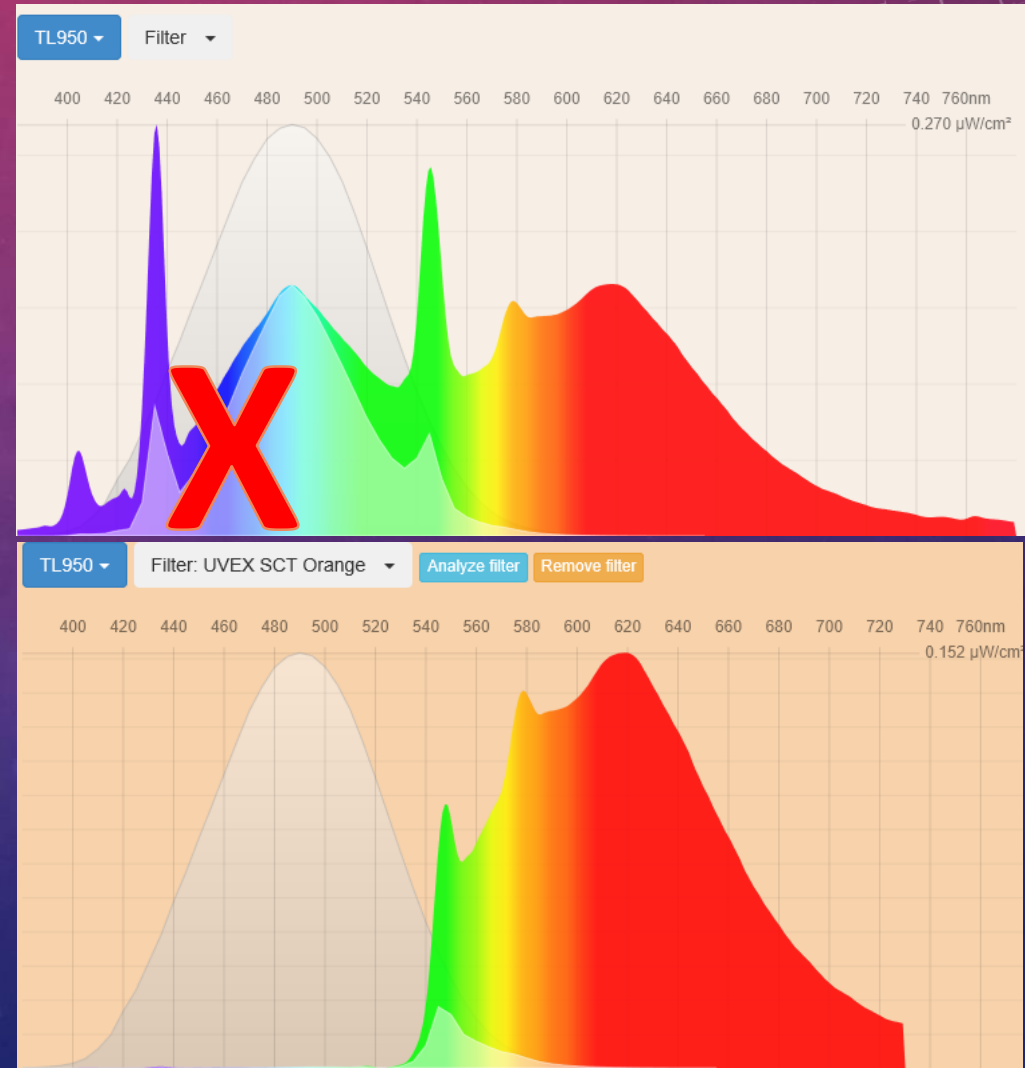 TL950 Filter
400 420 440 460 480 500 520 540 560 580 600 620 640 660 680 700 720 740 760nm
0.270 µW/cm²
X
TL950 Filter: UVEX SCT Orange Analyze filter Remove filter
400 420 440 460 480 500 520 540 560 580 600 620 640 660 680 700 720 740 760nm
0.152 µW/cm²